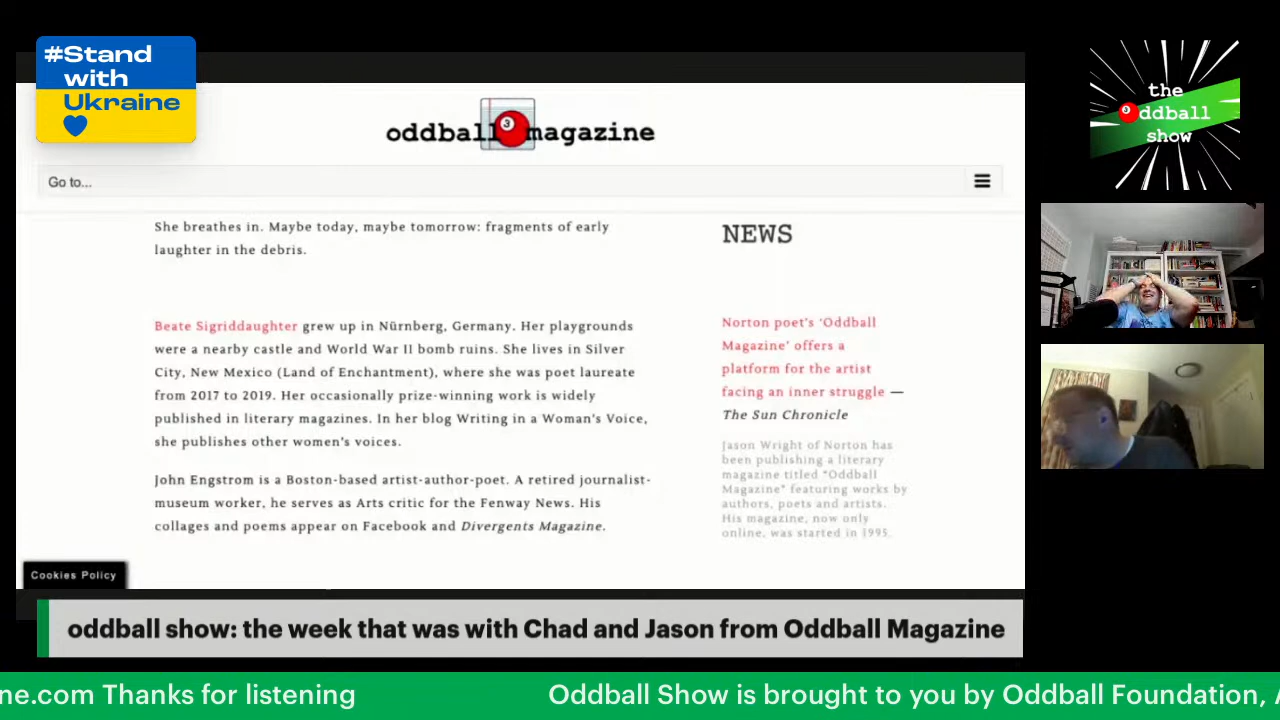 #Stand
with
Ukraine
oddball magazine
3
Go to...
She breathes in. Maybe today, maybe tomorrow: fragments of early
laughter in the debris.
Beate Sigriddaughter grew up in Nürnberg, Germany. Her playgrounds
were a nearby castle and World War II bomb ruins. She lives in Silver
City, New Mexico (Land of Enchantment), where she was poet laureate
from 2017 to 2019. Her occasionally prize-winning work is widely
published in literary magazines. In her blog Writing in a Woman's Voice,
she publishes other women's voices.
John Engstrom is a Boston-based artist-author-poet. A retired journalist-
museum worker, he serves as Arts critic for the Fenway News. His
collages and poems appear on Facebook and Divergents Magazine.
NEWS
Norton poet's 'Oddball
Magazine' offers a
platform for the artist
facing an inner struggle —
The Sun Chronicle
Jason Wright of Norton has
been publishing a literary
magazine titled "Oddball
Magazine" featuring works by
authors, poets and artists.
His magazine, now only
online, was started in 1995.
Cookies Policy
the
3ddball
show
oddball show: the week that was with Chad and Jason from Oddball Magazine
ne.com Thanks for listening Oddball Show is brought to you by Oddball Foundation,